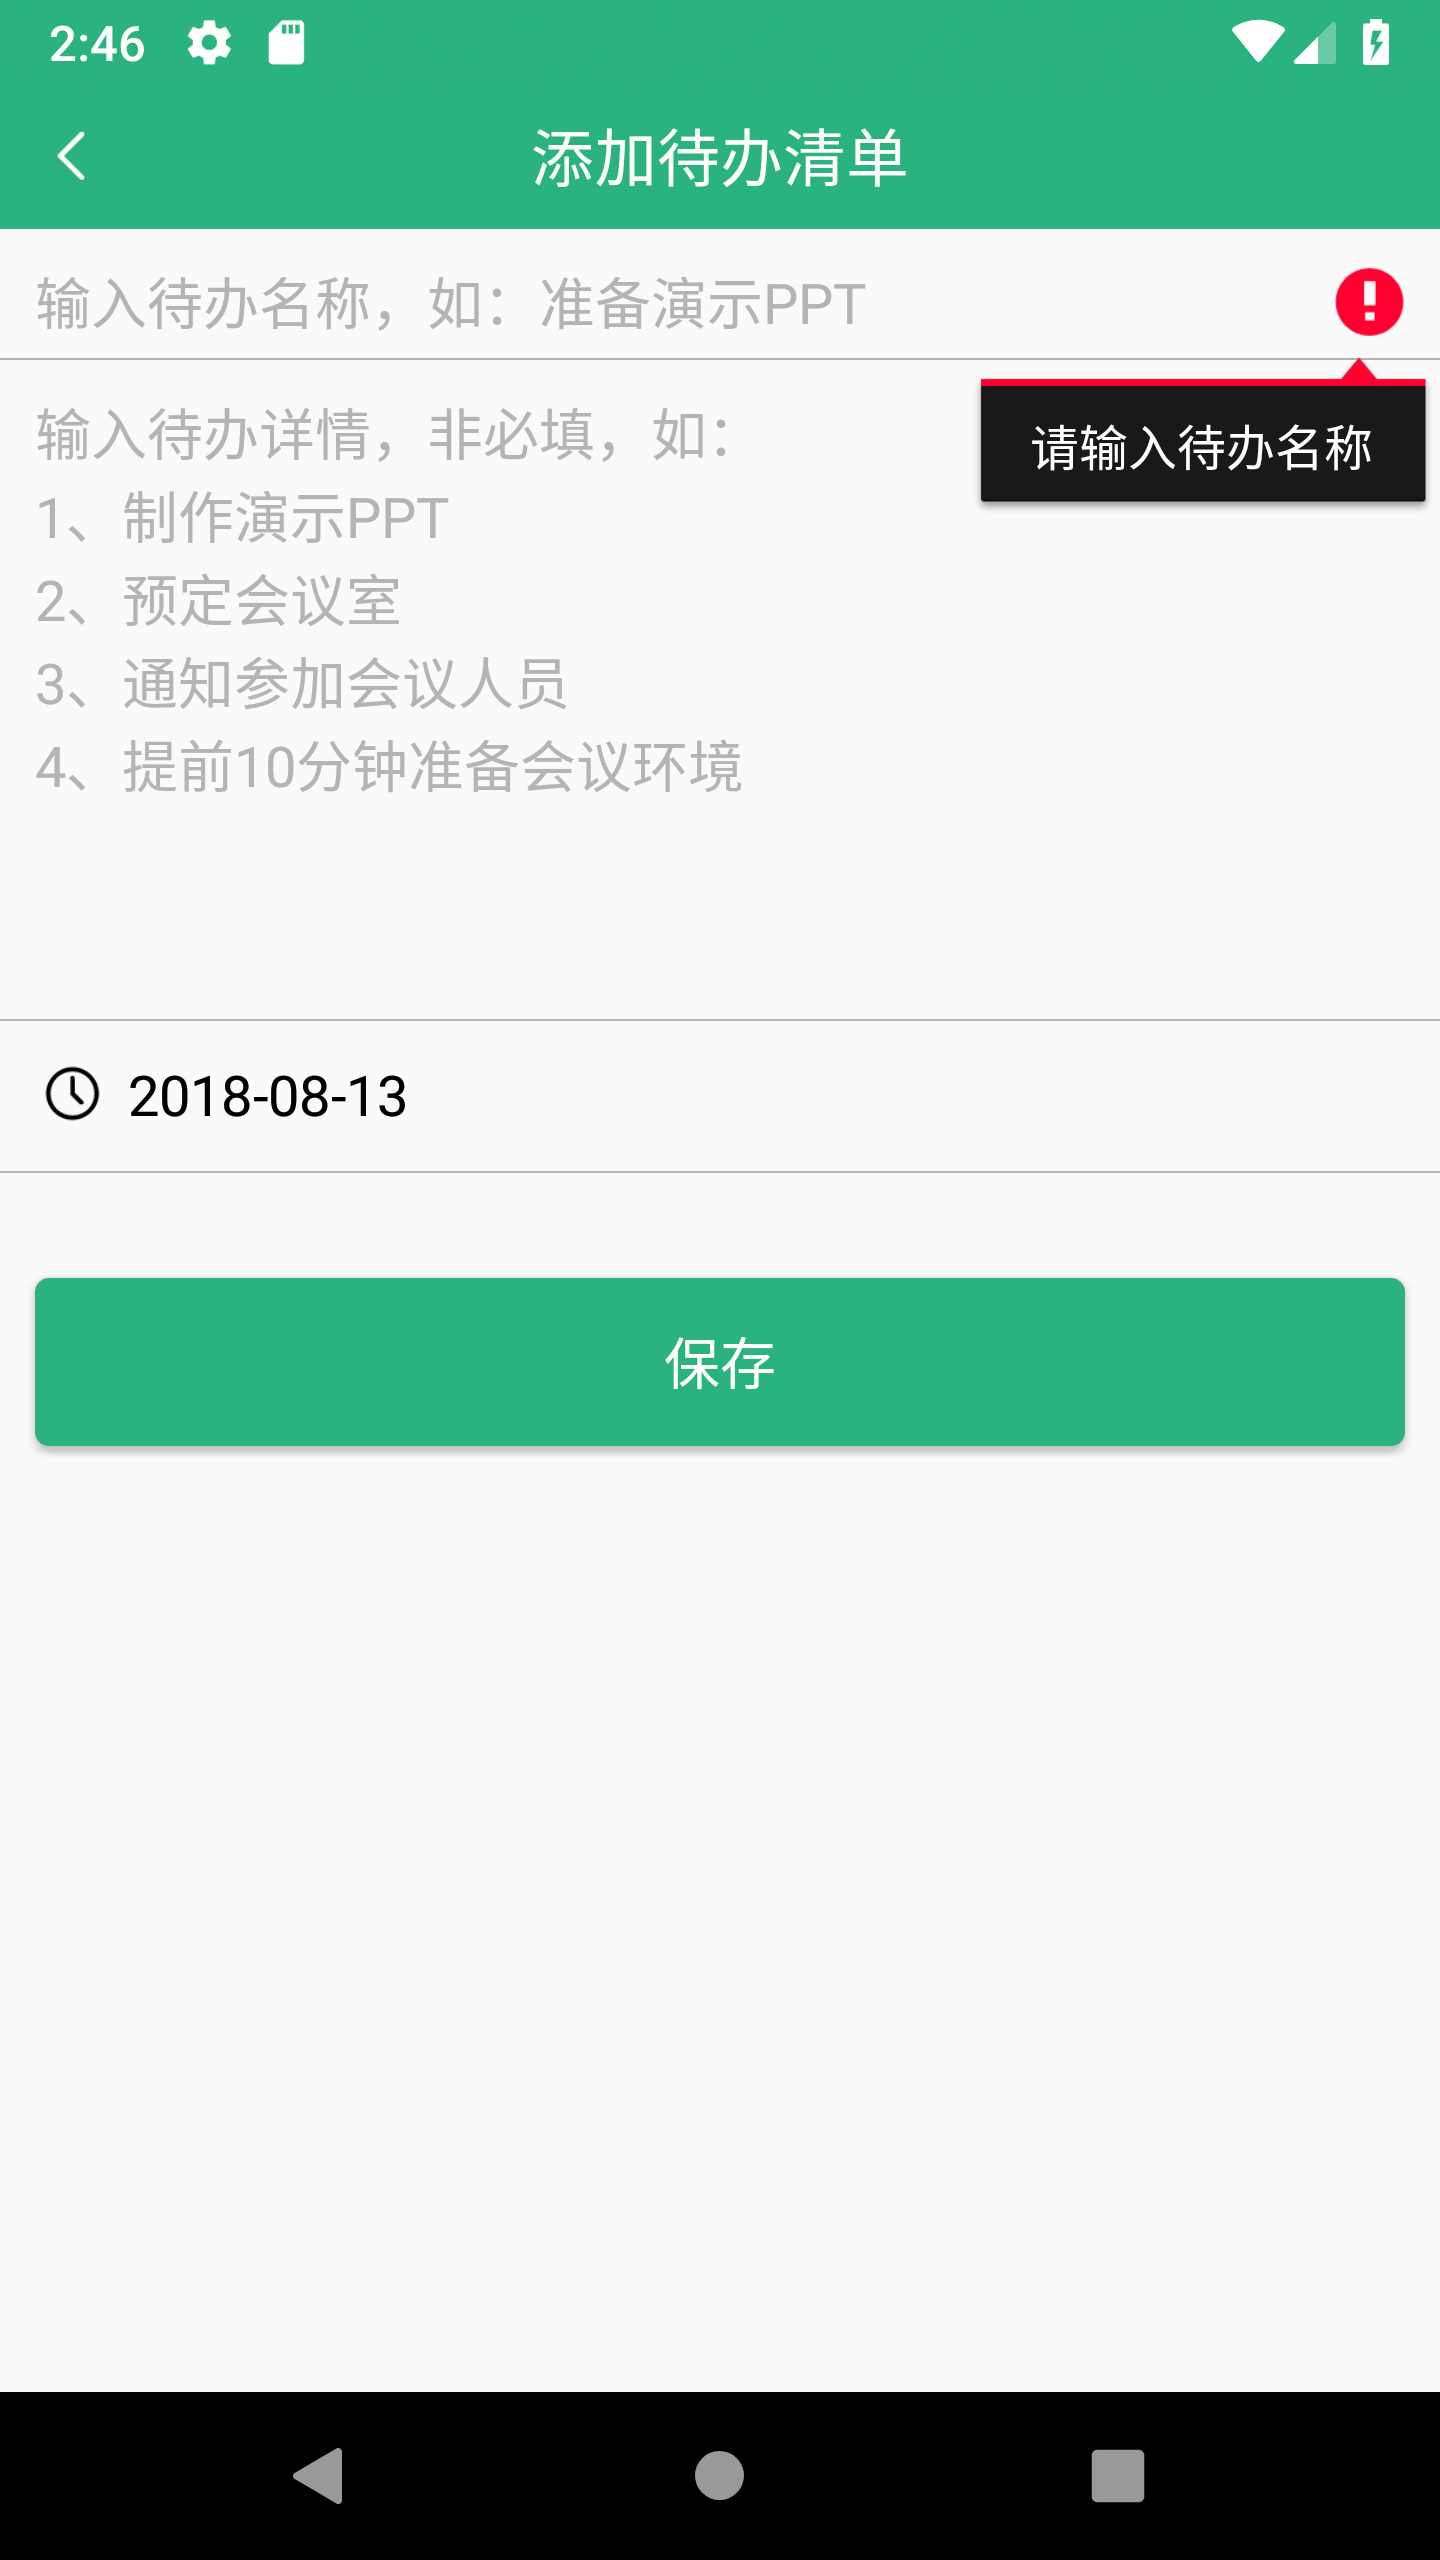 2:46
添加待办清单
输入待办名称，如：准备演示PPT
请输入待办名称
输入待办详情，非必填，如：
1、制作演示PPT
2、预定会议室
3、通知参加会议人员
4、提前10分钟准备会议环境
2018-08-13
保存